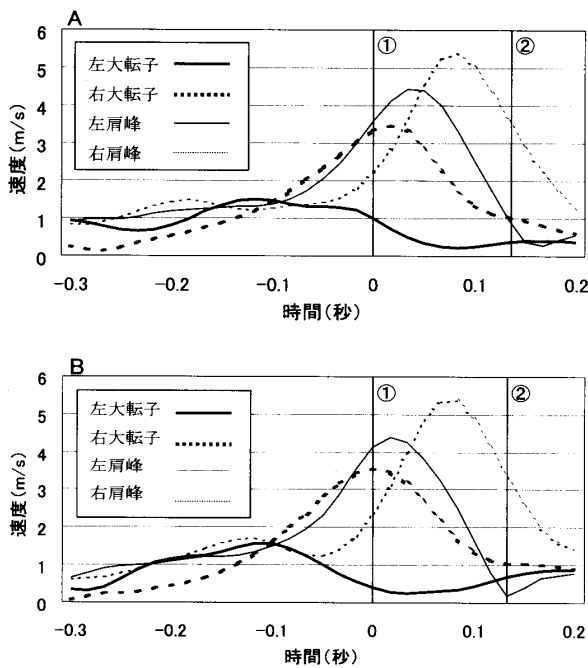 A
速度(m/s)
6
5
4
3
2
1
0
左大転子
右大転子
左肩峰
右肩峰
①
②
-0.3
-0.2
-0.1
0
0.1
0.2
時間(秒)
B
速度(m/s)
6
5
4
3
2
1
0
左大転子
右大転子
左肩峰
右肩峰
①
②
-0.3
-0.2
-0.1
0
0.1
0.2
時間(秒)